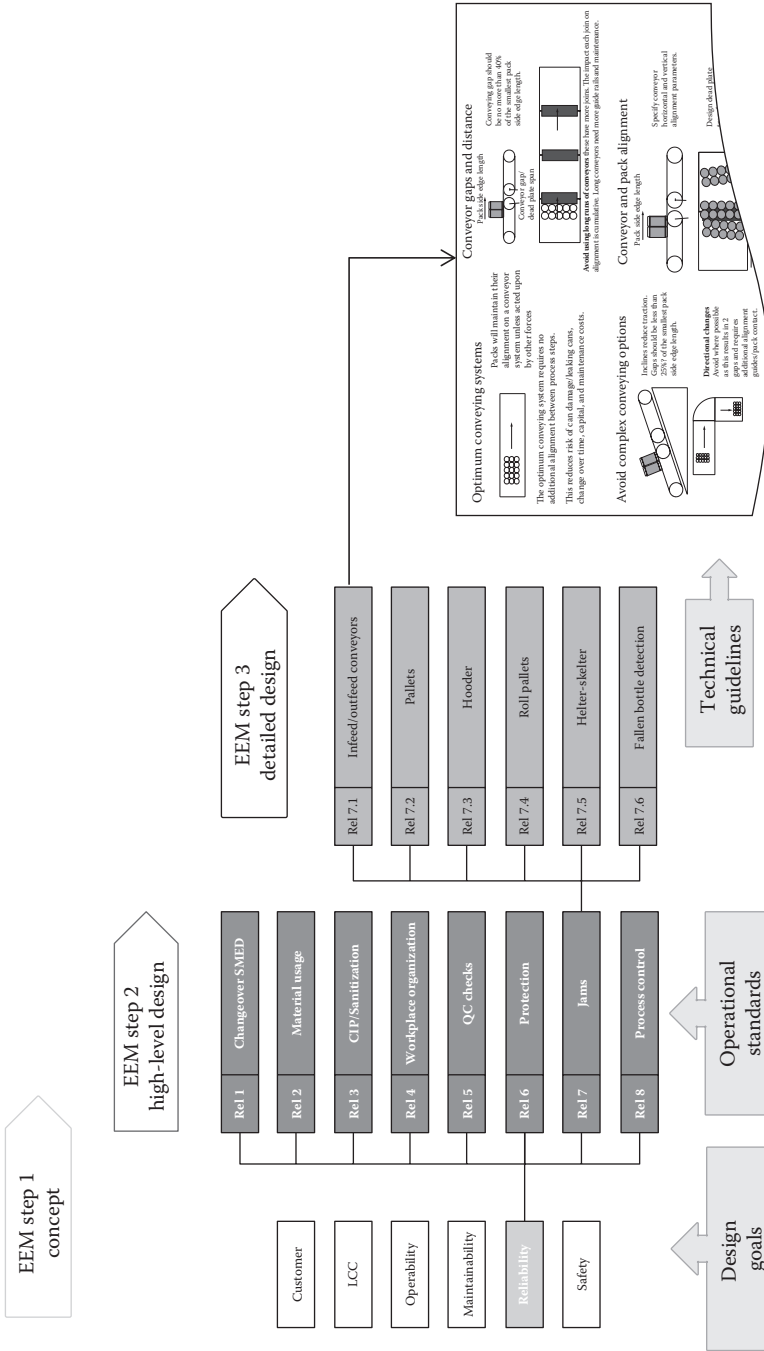 EEM step 1
concept
EEM step 2
high-level design
EEM step 3
detailed design
Customer
LCC
Operability
Maintainability
Reliability
Safety
Rel 1
Changeover SMED
Rel 2
Material usage
Rel 3
CIP/Sanitization
Rel 4
Workplace organization
Rel 5
QC checks
Rel 6
Protection
Rel 7
Jams
Rel 8
Process control
Rel 7.1
Infeed/outfeed conveyors
Rel 7.2
Pallets
Rel 7.3
Hooder
Rel 7.4
Roll pallets
Rel 7.5
Helter-skelter
Rel 7.6
Fallen bottle detection
Design
goals
Operational
standards
Technical
guidelines
Optimum conveying systems
Packs will maintain their
alignment on a conveyor
system unless acted upon
by other forces
The optimum conveying system requires no
additional alignment between process steps.
This reduces risk of can damage/leaking cans,
change over time, capital, and maintenance costs.
Conveyor gaps and distance
Pack side edge length
Conveying gap should
be no more than 40%
of the smallest pack
side edge length.
Conveyor gap/
dead plate span
Avoid using long runs of conveyors these have more joins. The impact each join on
alignment is cumulative. Long conveyors need more guide rails and maintenance.
Avoid complex conveying options
Inclines reduce traction.
Gaps should be less than
25%? of the smallest pack
side edge length.
Directional changes
Avoid where possible
as this results in 2
gaps and requires
additional alignment
guides/pack contact.
Conveyor and pack alignment
Pack side edge length
Specify conveyor
horizontal and vertical
alignment parameters.
Design dead plate